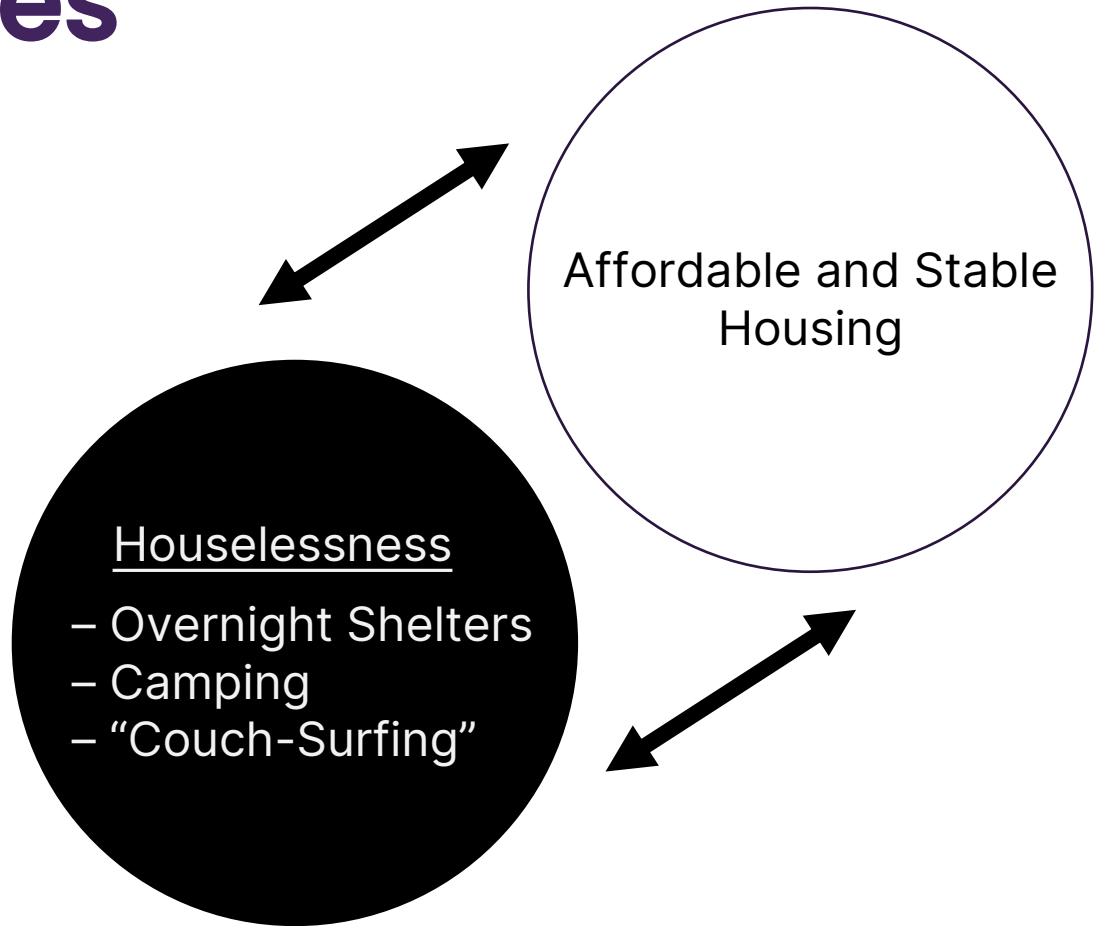 es
Affordable and Stable
Housing
Houselessness
– Overnight Shelters
– Camping
– “Couch-Surfing”